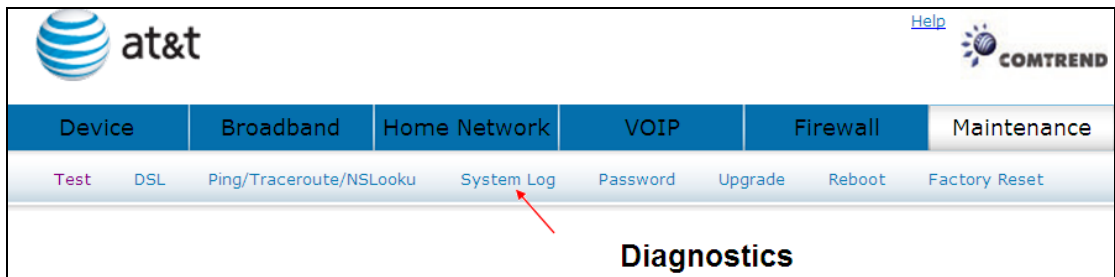 at&t
Help
COMTREND
Device Broadband Home Network VOIP Firewall Maintenance
Test DSL Ping/Traceroute/NSLooku System Log Password Upgrade Reboot Factory Reset
Diagnostics